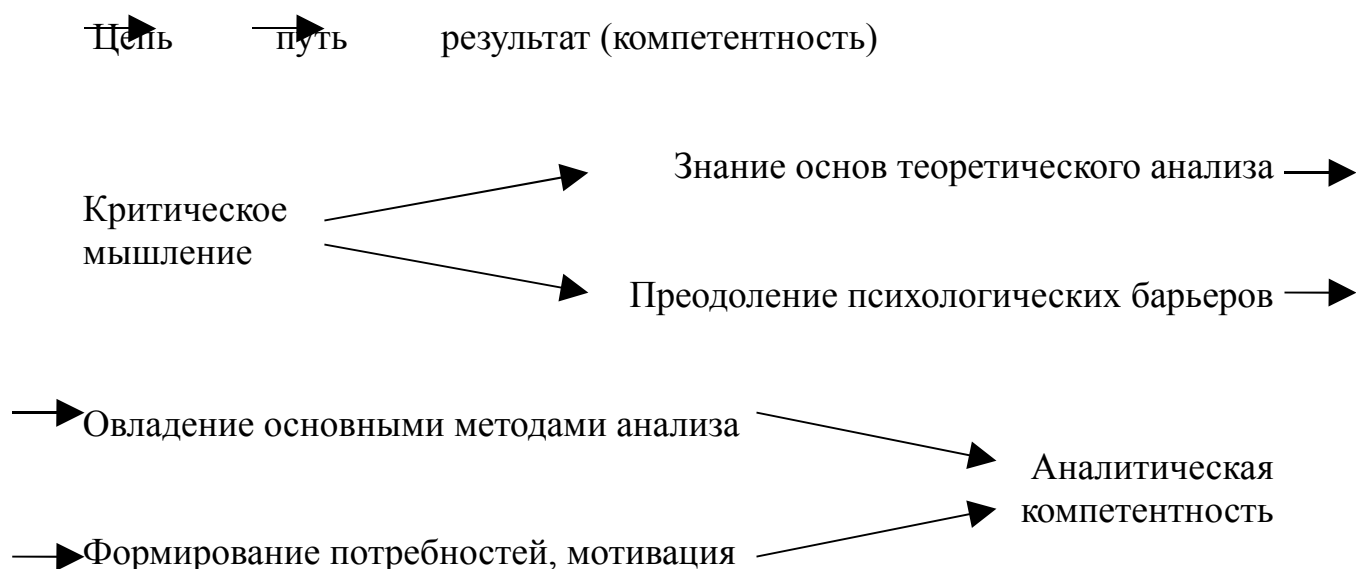 Цель путь результат (компетентность)
Знание основ теоретического анализа
Критическое
мышление
Преодоление психологических барьеров
Овладение основными методами анализа
Аналитическая
компетентность
Формирование потребностей, мотивация